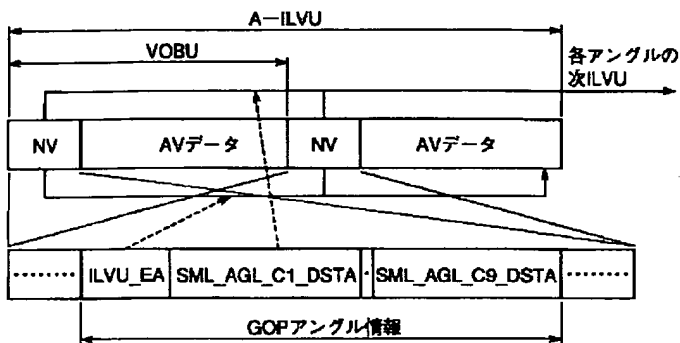 A-ILVU
VOBU
各アングルの
次ILVU
NV
AVデータ
NV
AVデータ
········
ILVU_EA
SML_AGL_C1_DSTA
·
SML_AGL_C9_DSTA
········
GOPアングル情報